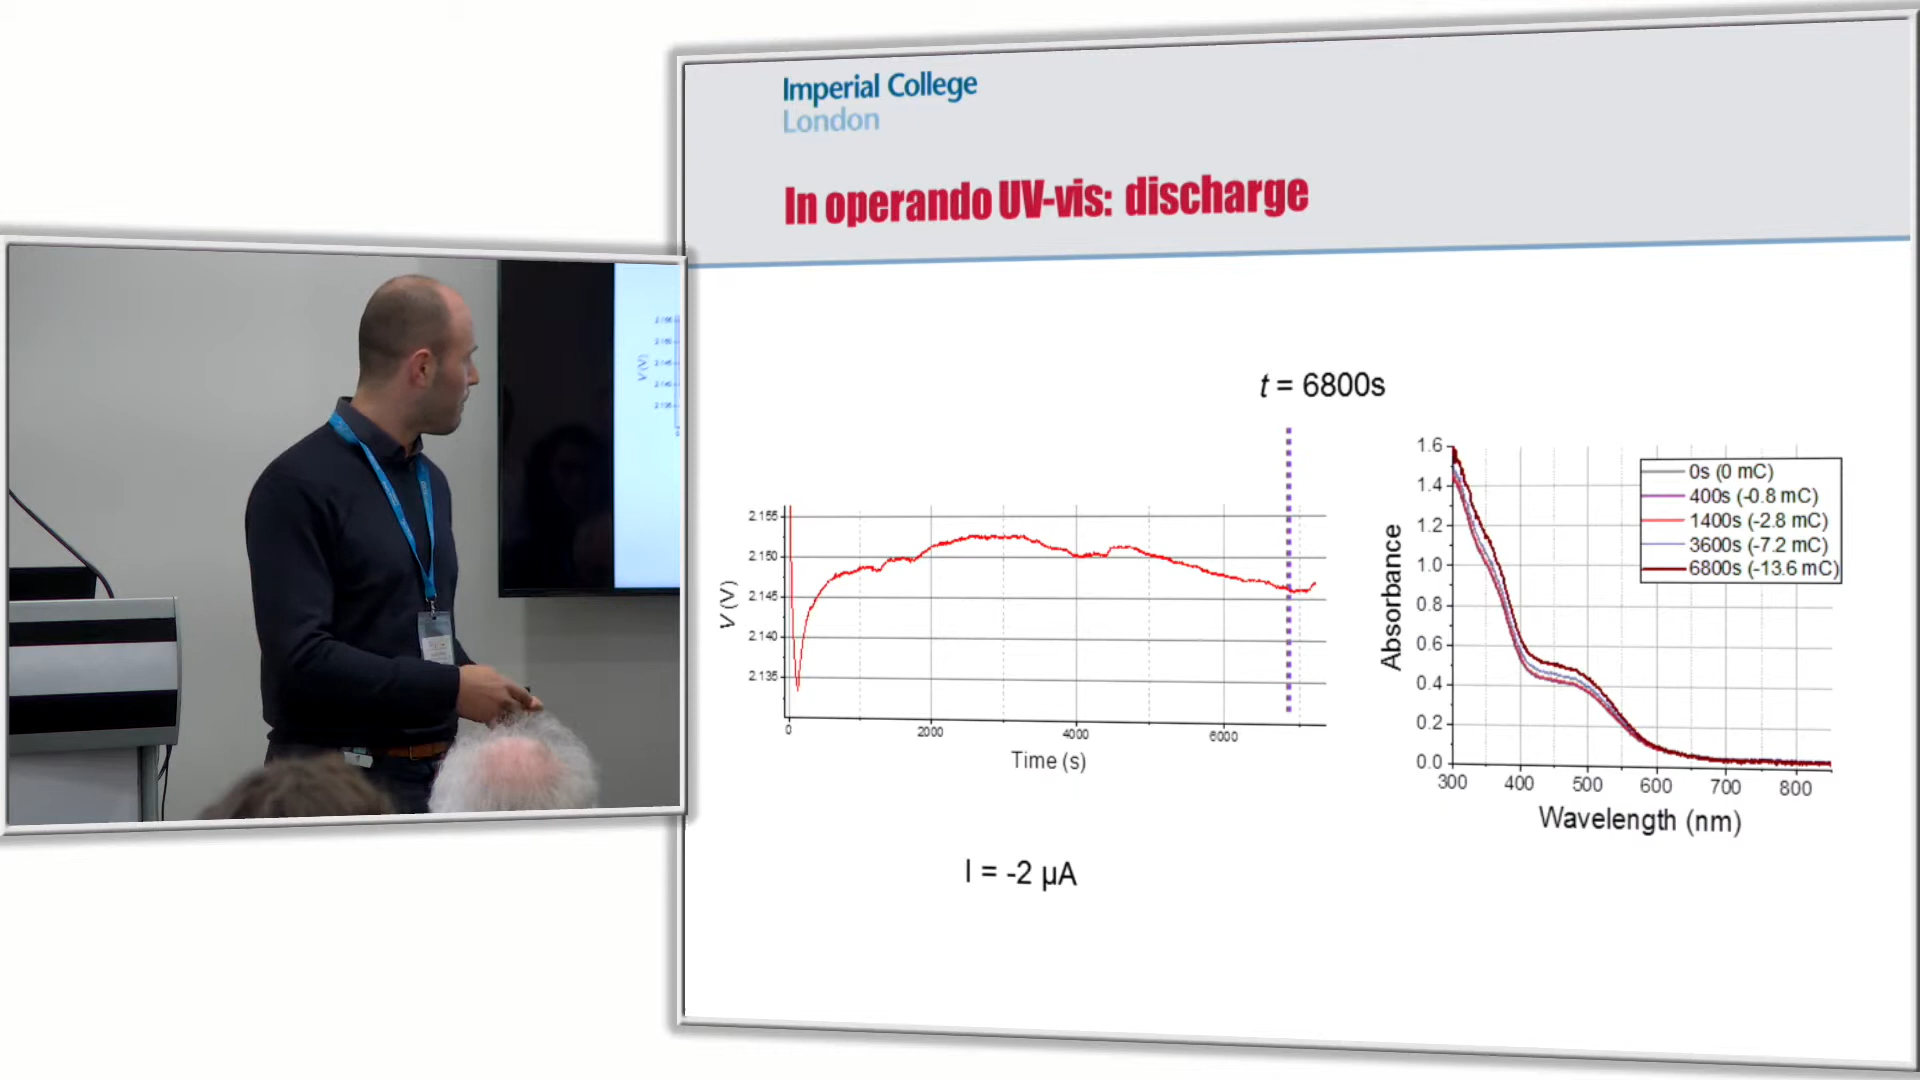 Imperial College
London
In operando UV-vis: discharge
t = 6800s
2.155
2.150
2.145
2.140
2.135
V (V)
0
2000
4000
6000
Time (s)
I = -2 µA
1.6
1.4
1.2
1.0
0.8
0.6
0.4
0.2
0.0
Absorbance
0s (0 mC)
400s (-0.8 mC)
1400s (-2.8 mC)
3600s (-7.2 mC)
6800s (-13.6 mC)
300
400
500
600
700
800
Wavelength (nm)
V (V)